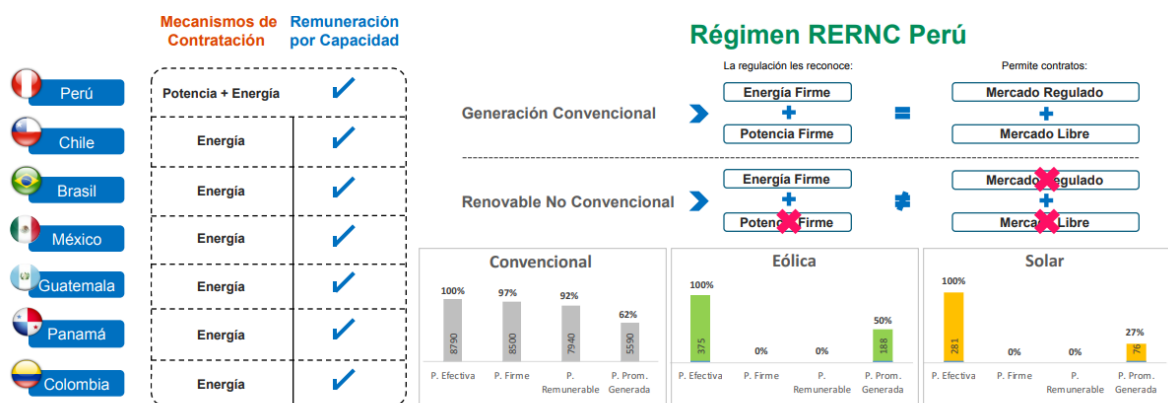 Mecanismos de Contratación
Remuneración por Capacidad
Perú
Potencia + Energía
Chile
Energía
Brasil
Energía
México
Energía
Guatemala
Energía
Panamá
Energía
Colombia
Energía
Régimen RERNC Perú
La regulación les reconoce:
Permite contratos:
Generación Convencional
Energía Firme
+
Potencia Firme
=
Mercado Regulado
+
Mercado Libre
Renovable No Convencional
Energía Firme
+
Potencia Firme
≠
Mercado Regulado
+
Mercado Libre
Convencional
100%
97%
92%
62%
8790
8500
7940
5590
P. Efectiva
P. Firme
P. Remunerable
P. Prom. Generada
Eólica
100%
0%
0%
50%
375
188
P. Efectiva
P. Firme
P. Remunerable
P. Prom. Generada
Solar
100%
0%
0%
27%
281
76
P. Efectiva
P. Firme
P. Remunerable
P. Prom. Generada